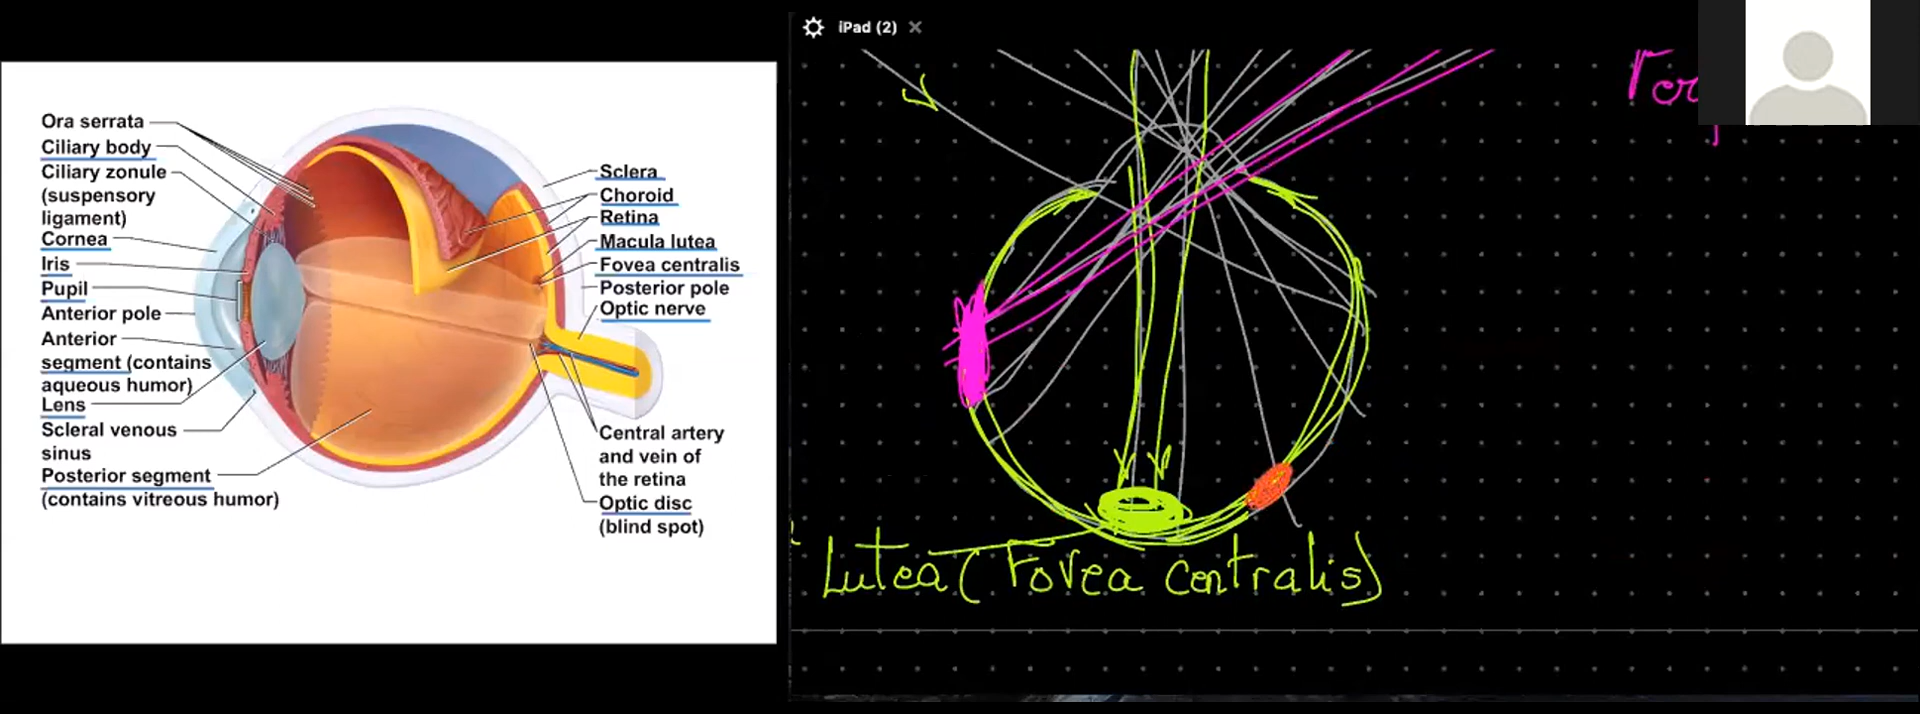 Ora serrata
Ciliary body
Ciliary zonule
(suspensory
ligament)
Cornea
Iris
Pupil
Anterior pole
Anterior
segment (contains
aqueous humor)
Lens
Scleral venous
sinus
Posterior segment
(contains vitreous humor)
Sclera
Choroid
Retina
Macula lutea
Fovea centralis
Posterior pole
Optic nerve
Central artery
and vein of
the retina
Optic disc
(blind spot)
iPad (2)
Lutea (Fovea centralis)